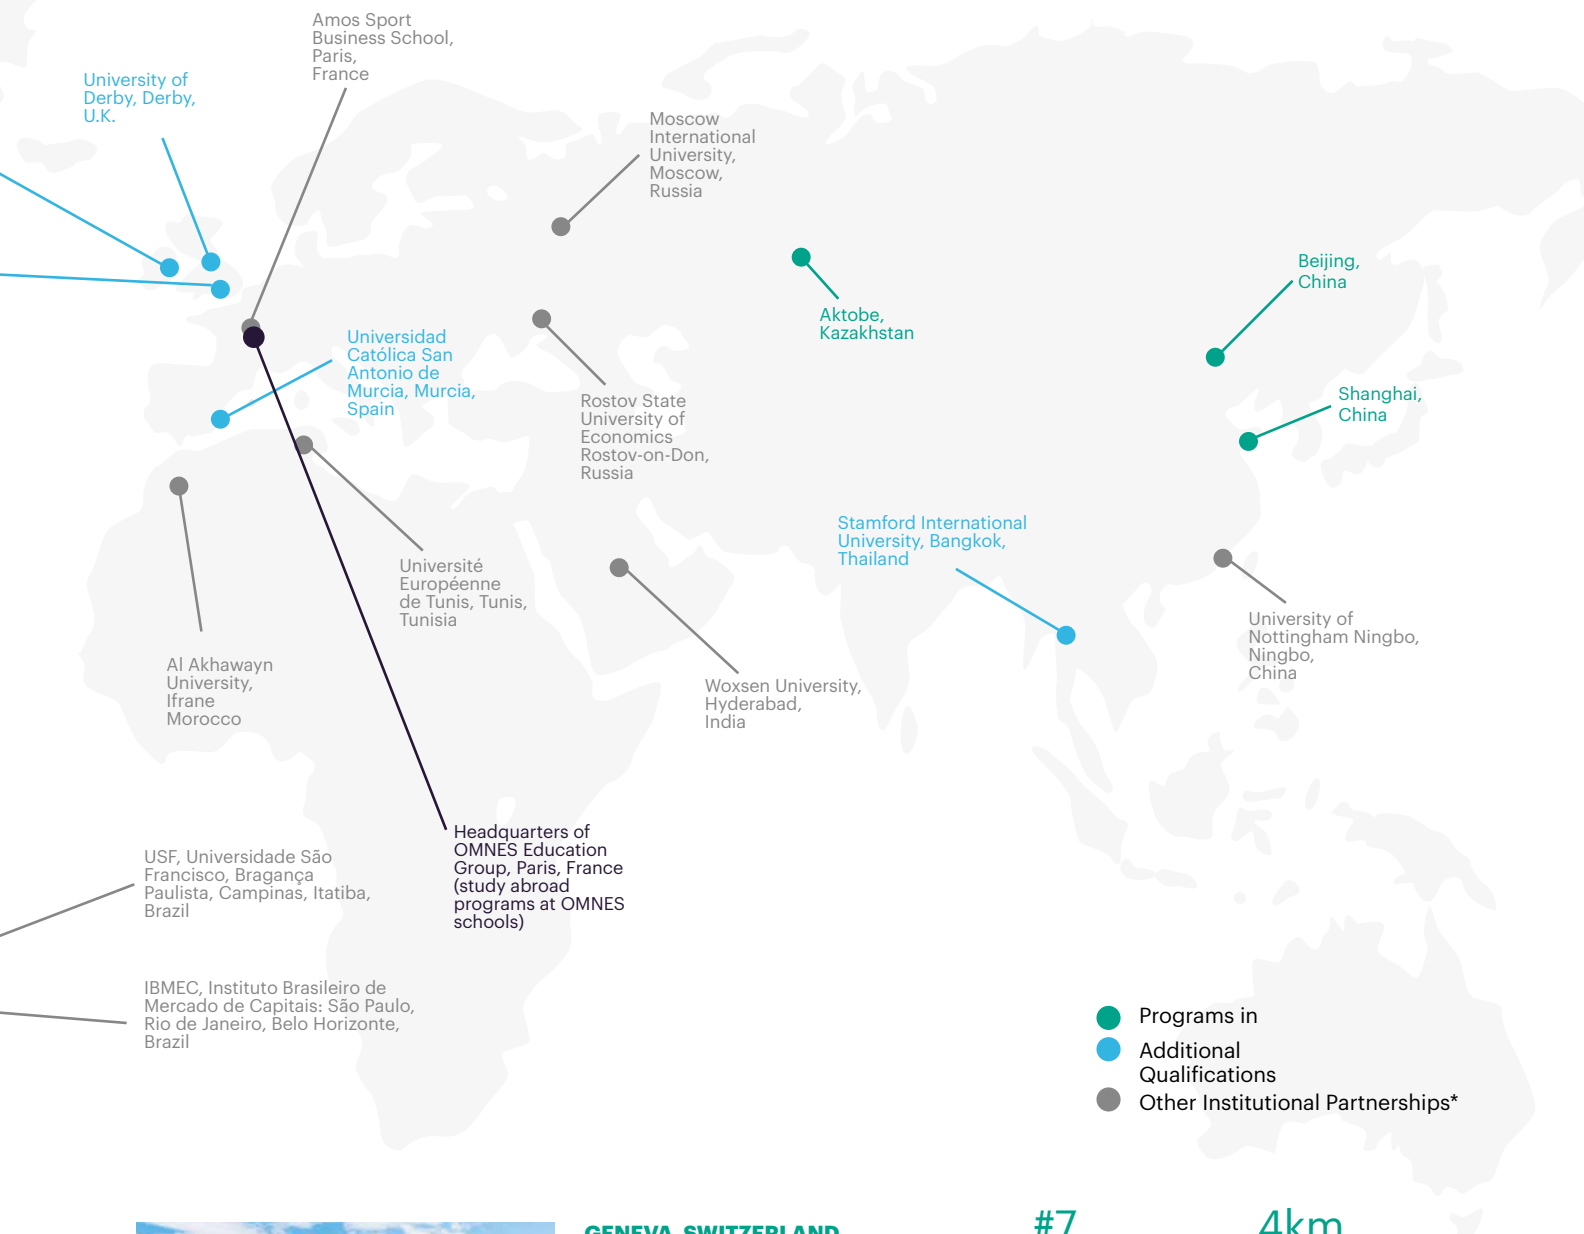 Amos Sport
Business School,
Paris,
France
University of
Derby, Derby,
U.K.
Moscow
International
University,
Moscow,
Russia
Beijing,
China
Aktobe,
Kazakhstan
Universidad
Católica San
Antonio de
Murcia, Murcia,
Spain
Shanghai,
China
Rostov State
University of
Economics
Rostov-on-Don,
Russia
Stamford International
University, Bangkok,
Thailand
Université
Européenne
de Tunis, Tunis,
Tunisia
University of
Nottingham Ningbo,
Ningbo,
China
Al Akhawayn
University,
Ifrane
Morocco
Woxsen University,
Hyderabad,
India
Headquarters of
OMNES Education
Group, Paris, France
(study abroad
programs at OMNES
schools)
USF, Universidade São
Francisco, Bragança
Paulista, Campinas, Itatiba,
Brazil
IBMEC, Instituto Brasileiro de
Mercado de Capitais: São Paulo,
Rio de Janeiro, Belo Horizonte,
Brazil
Programs in
Additional
Qualifications
Other Institutional Partnerships*
GENEVA, SWITZERLAND
#7
4km